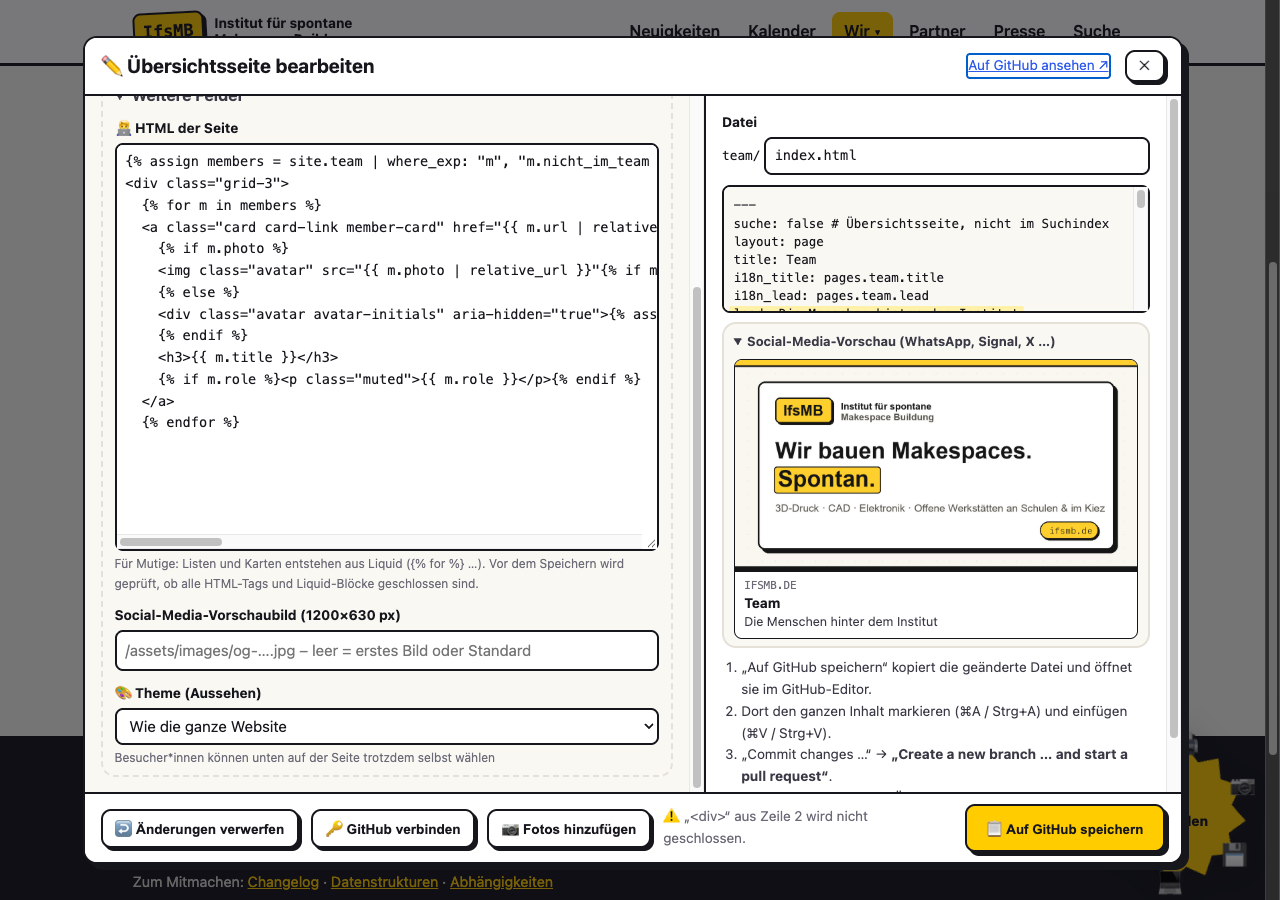 IfsMB
Institut für spontane
Neuigkeiten
Kalender
Wir ▾
Partner
Presse
Suche
✏️ Übersichtsseite bearbeiten
Auf GitHub ansehen ↗
✕
▾ Weitere Felder
HTML der Seite
{% assign members = site.team | where_exp: "m", "m.nicht_im_team
<div class="grid-3">
{% for m in members %}
<a class="card card-link member-card" href="{{ m.url | relative
{% if m.photo %}
<img class="avatar" src="{{ m.photo | relative_url }}"{% if m
{% else %}
<div class="avatar avatar-initials" aria-hidden="true">{% ass
{% endif %}
<h3>{{ m.title }}</h3>
{% if m.role %}<p class="muted">{{ m.role }}</p>{% endif %}
</a>
{% endfor %}
Für Mutige: Listen und Karten entstehen aus Liquid ({% for %} …). Vor dem Speichern wird
geprüft, ob alle HTML-Tags und Liquid-Blöcke geschlossen sind.
Social-Media-Vorschaubild (1200×630 px)
/assets/images/og-….jpg – leer = erstes Bild oder Standard
🎨 Theme (Aussehen)
Wie die ganze Website
Besucher*innen können unten auf der Seite trotzdem selbst wählen
Datei
team/ index.html
---
suche: false # Übersichtsseite, nicht im Suchindex
layout: page
title: Team
i18n_title: pages.team.title
i18n_lead: pages.team.lead
▼ Social-Media-Vorschau (WhatsApp, Signal, X …)
IfsMB
Institut für spontane
Makespace Building
Wir bauen Makespaces.
Spontan.
3D-Druck · CAD · Elektronik · Offene Werkstätten an Schulen & im Kiez
ifsmb.de
IFSMB.DE
Team
Die Menschen hinter dem Institut
1. „Auf GitHub speichern“ kopiert die geänderte Datei und öffnet
sie im GitHub-Editor.
2. Dort den ganzen Inhalt markieren (⌘A / Strg+A) und einfügen
(⌘V / Strg+V).
3. „Commit changes …“ → „Create a new branch … and start a
pull request“.
↩️ Änderungen verwerfen
🔑 GitHub verbinden
📷 Fotos hinzufügen
⚠️ „<div>“ aus Zeile 2 wird nicht
geschlossen.
Auf GitHub speichern
Zum Mitmachen: Changelog · Datenstrukturen · Abhängigkeiten